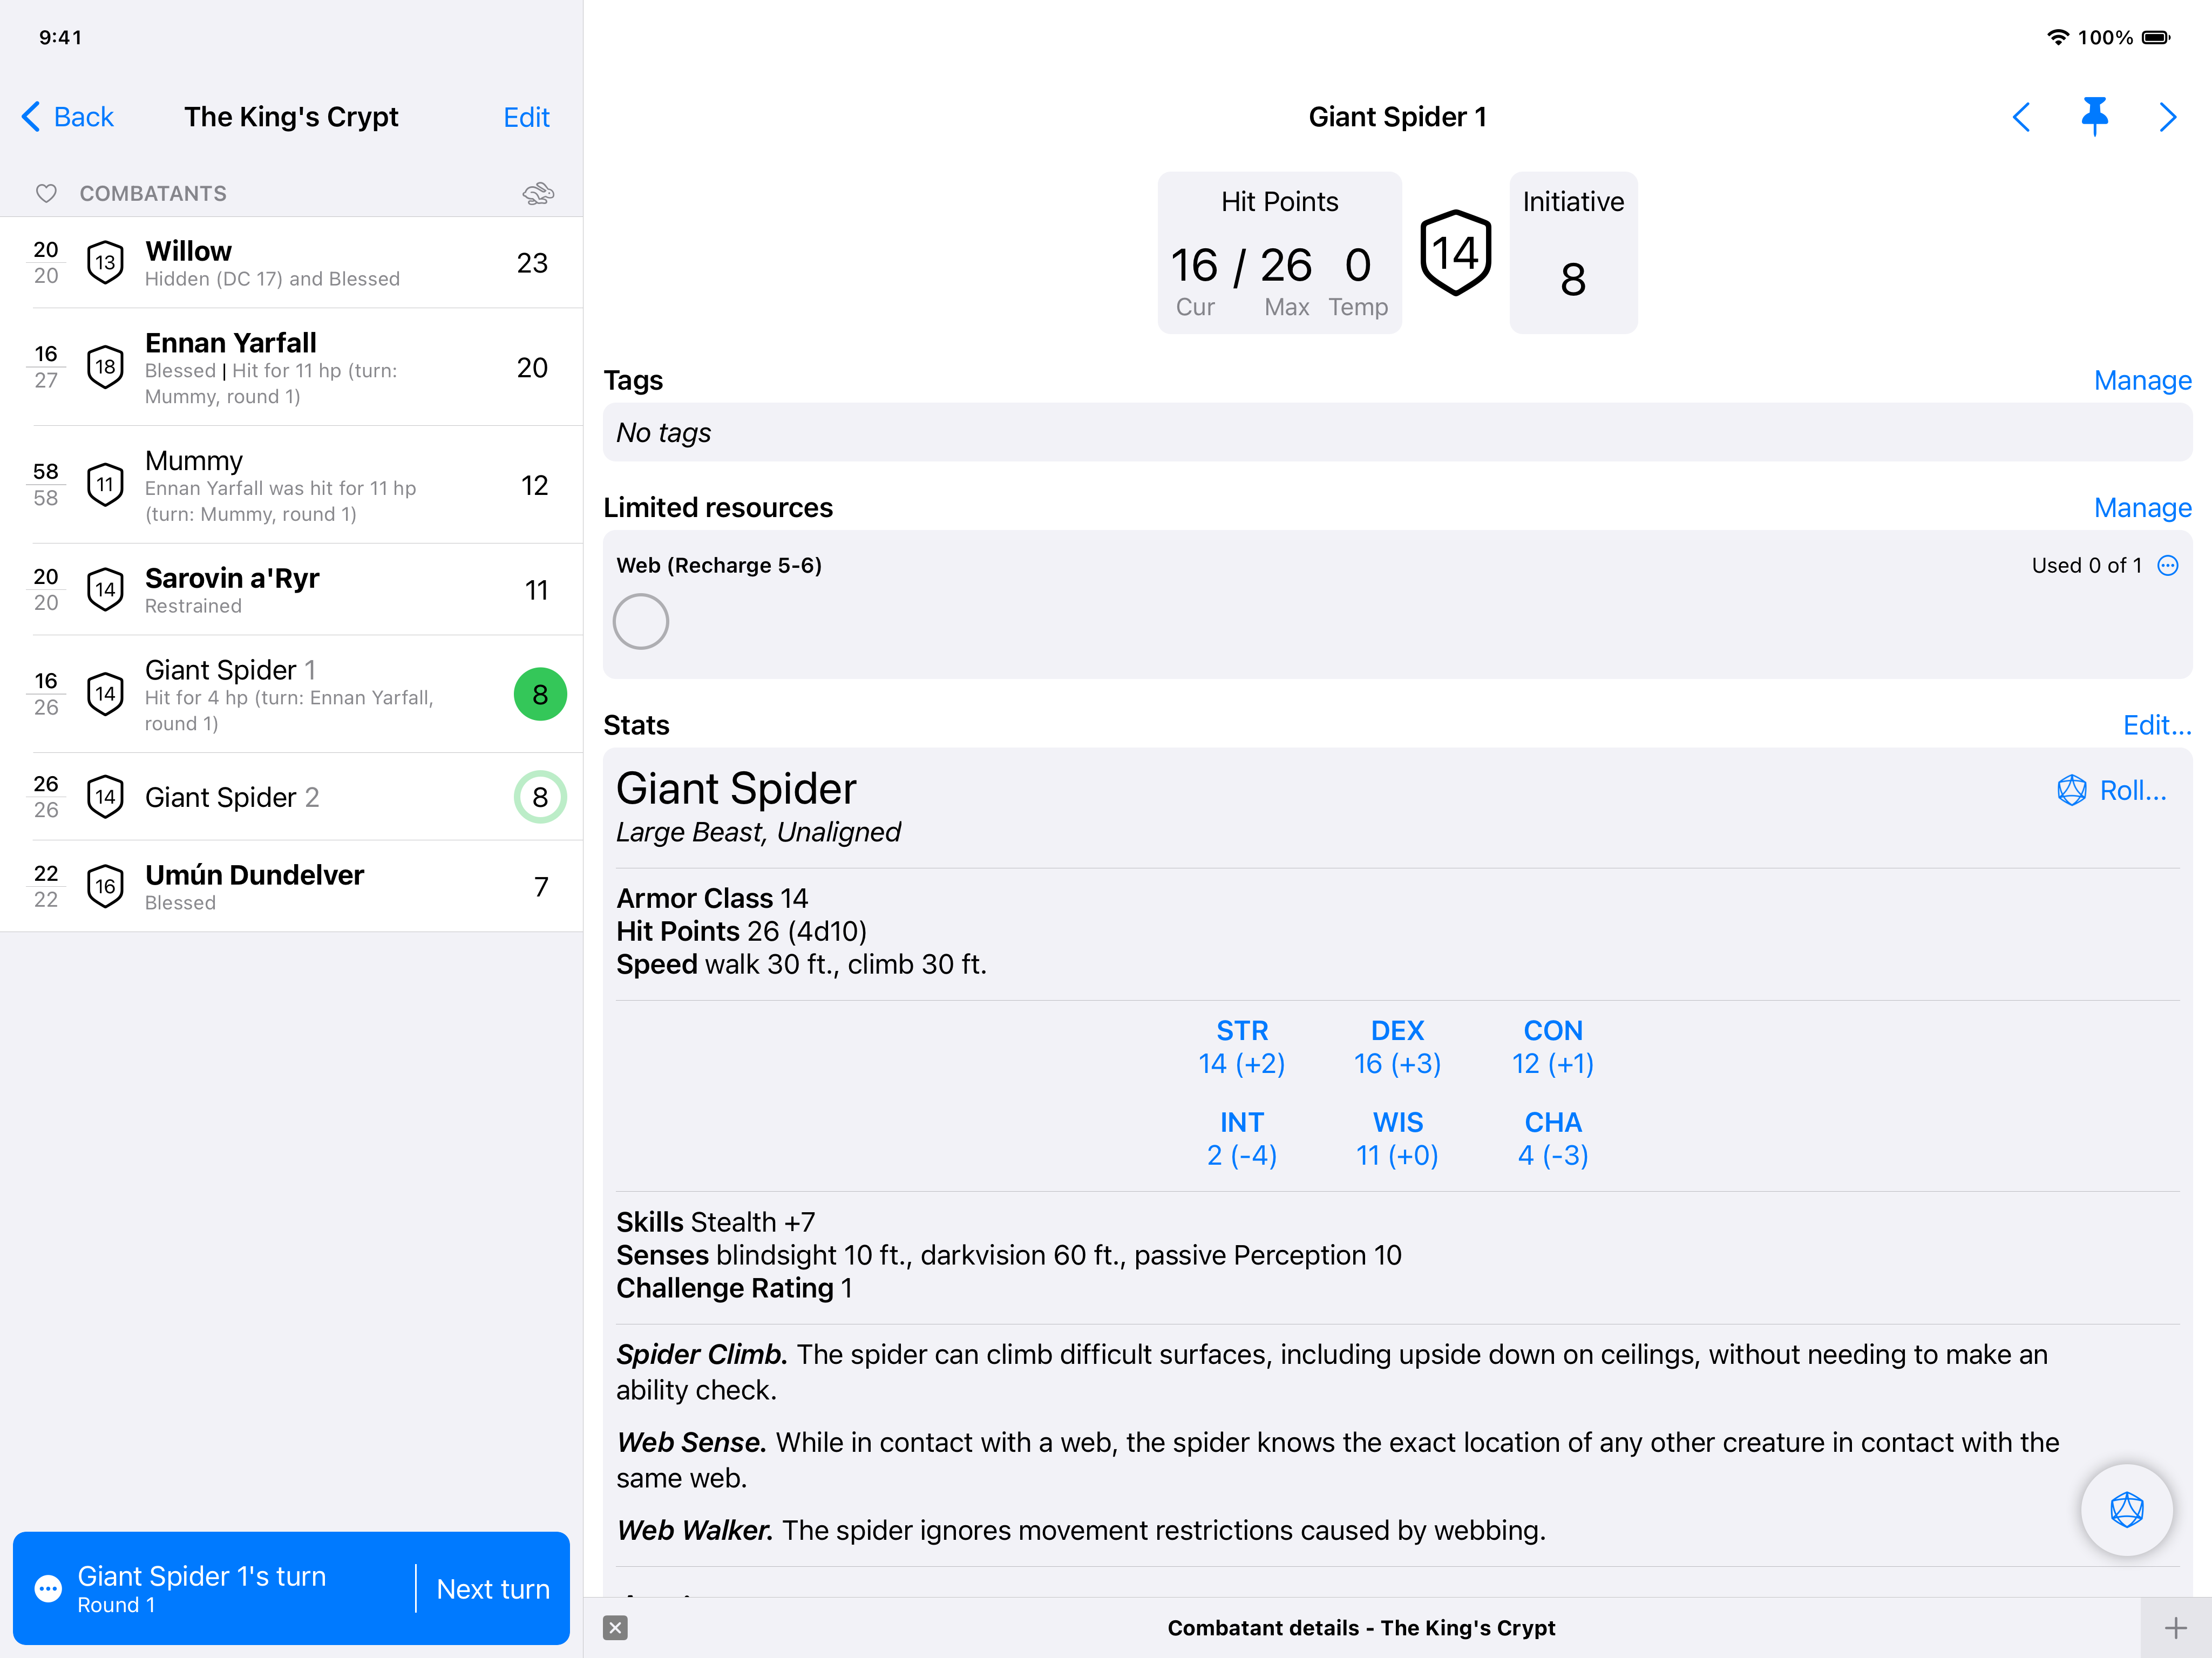 9:41
100%
Back
The King's Crypt
Edit
COMBATANTS
20
20
13
Willow
Hidden (DC 17) and Blessed
23
16
27
18
Ennan Yarfall
Blessed | Hit for 11 hp (turn:
Mummy, round 1)
20
58
58
11
Mummy
Ennan Yarfall was hit for 11 hp
(turn: Mummy, round 1)
12
20
20
14
Sarovin a'Ryr
Restrained
11
16
26
14
Giant Spider 1
Hit for 4 hp (turn: Ennan Yarfall,
round 1)
8
26
26
14
Giant Spider 2
8
22
22
16
Umún Dundelver
Blessed
7
Giant Spider 1's turn
Round 1
Next turn
Giant Spider 1
Hit Points
16 / 26 0
Cur Max Temp
14
Initiative
8
Tags
Manage
No tags
Limited resources
Manage
Web (Recharge 5-6)
Used 0 of 1
Stats
Edit...
Giant Spider
Roll...
Large Beast, Unaligned
Armor Class 14
Hit Points 26 (4d10)
Speed walk 30 ft., climb 30 ft.
STR DEX CON
14 (+2) 16 (+3) 12 (+1)
INT WIS CHA
2 (-4) 11 (+0) 4 (-3)
Skills Stealth +7
Senses blindsight 10 ft., darkvision 60 ft., passive Perception 10
Challenge Rating 1
Spider Climb. The spider can climb difficult surfaces, including upside down on ceilings, without needing to make an
ability check.
Web Sense. While in contact with a web, the spider knows the exact location of any other creature in contact with the
same web.
Web Walker. The spider ignores movement restrictions caused by webbing.
Combatant details - The King's Crypt